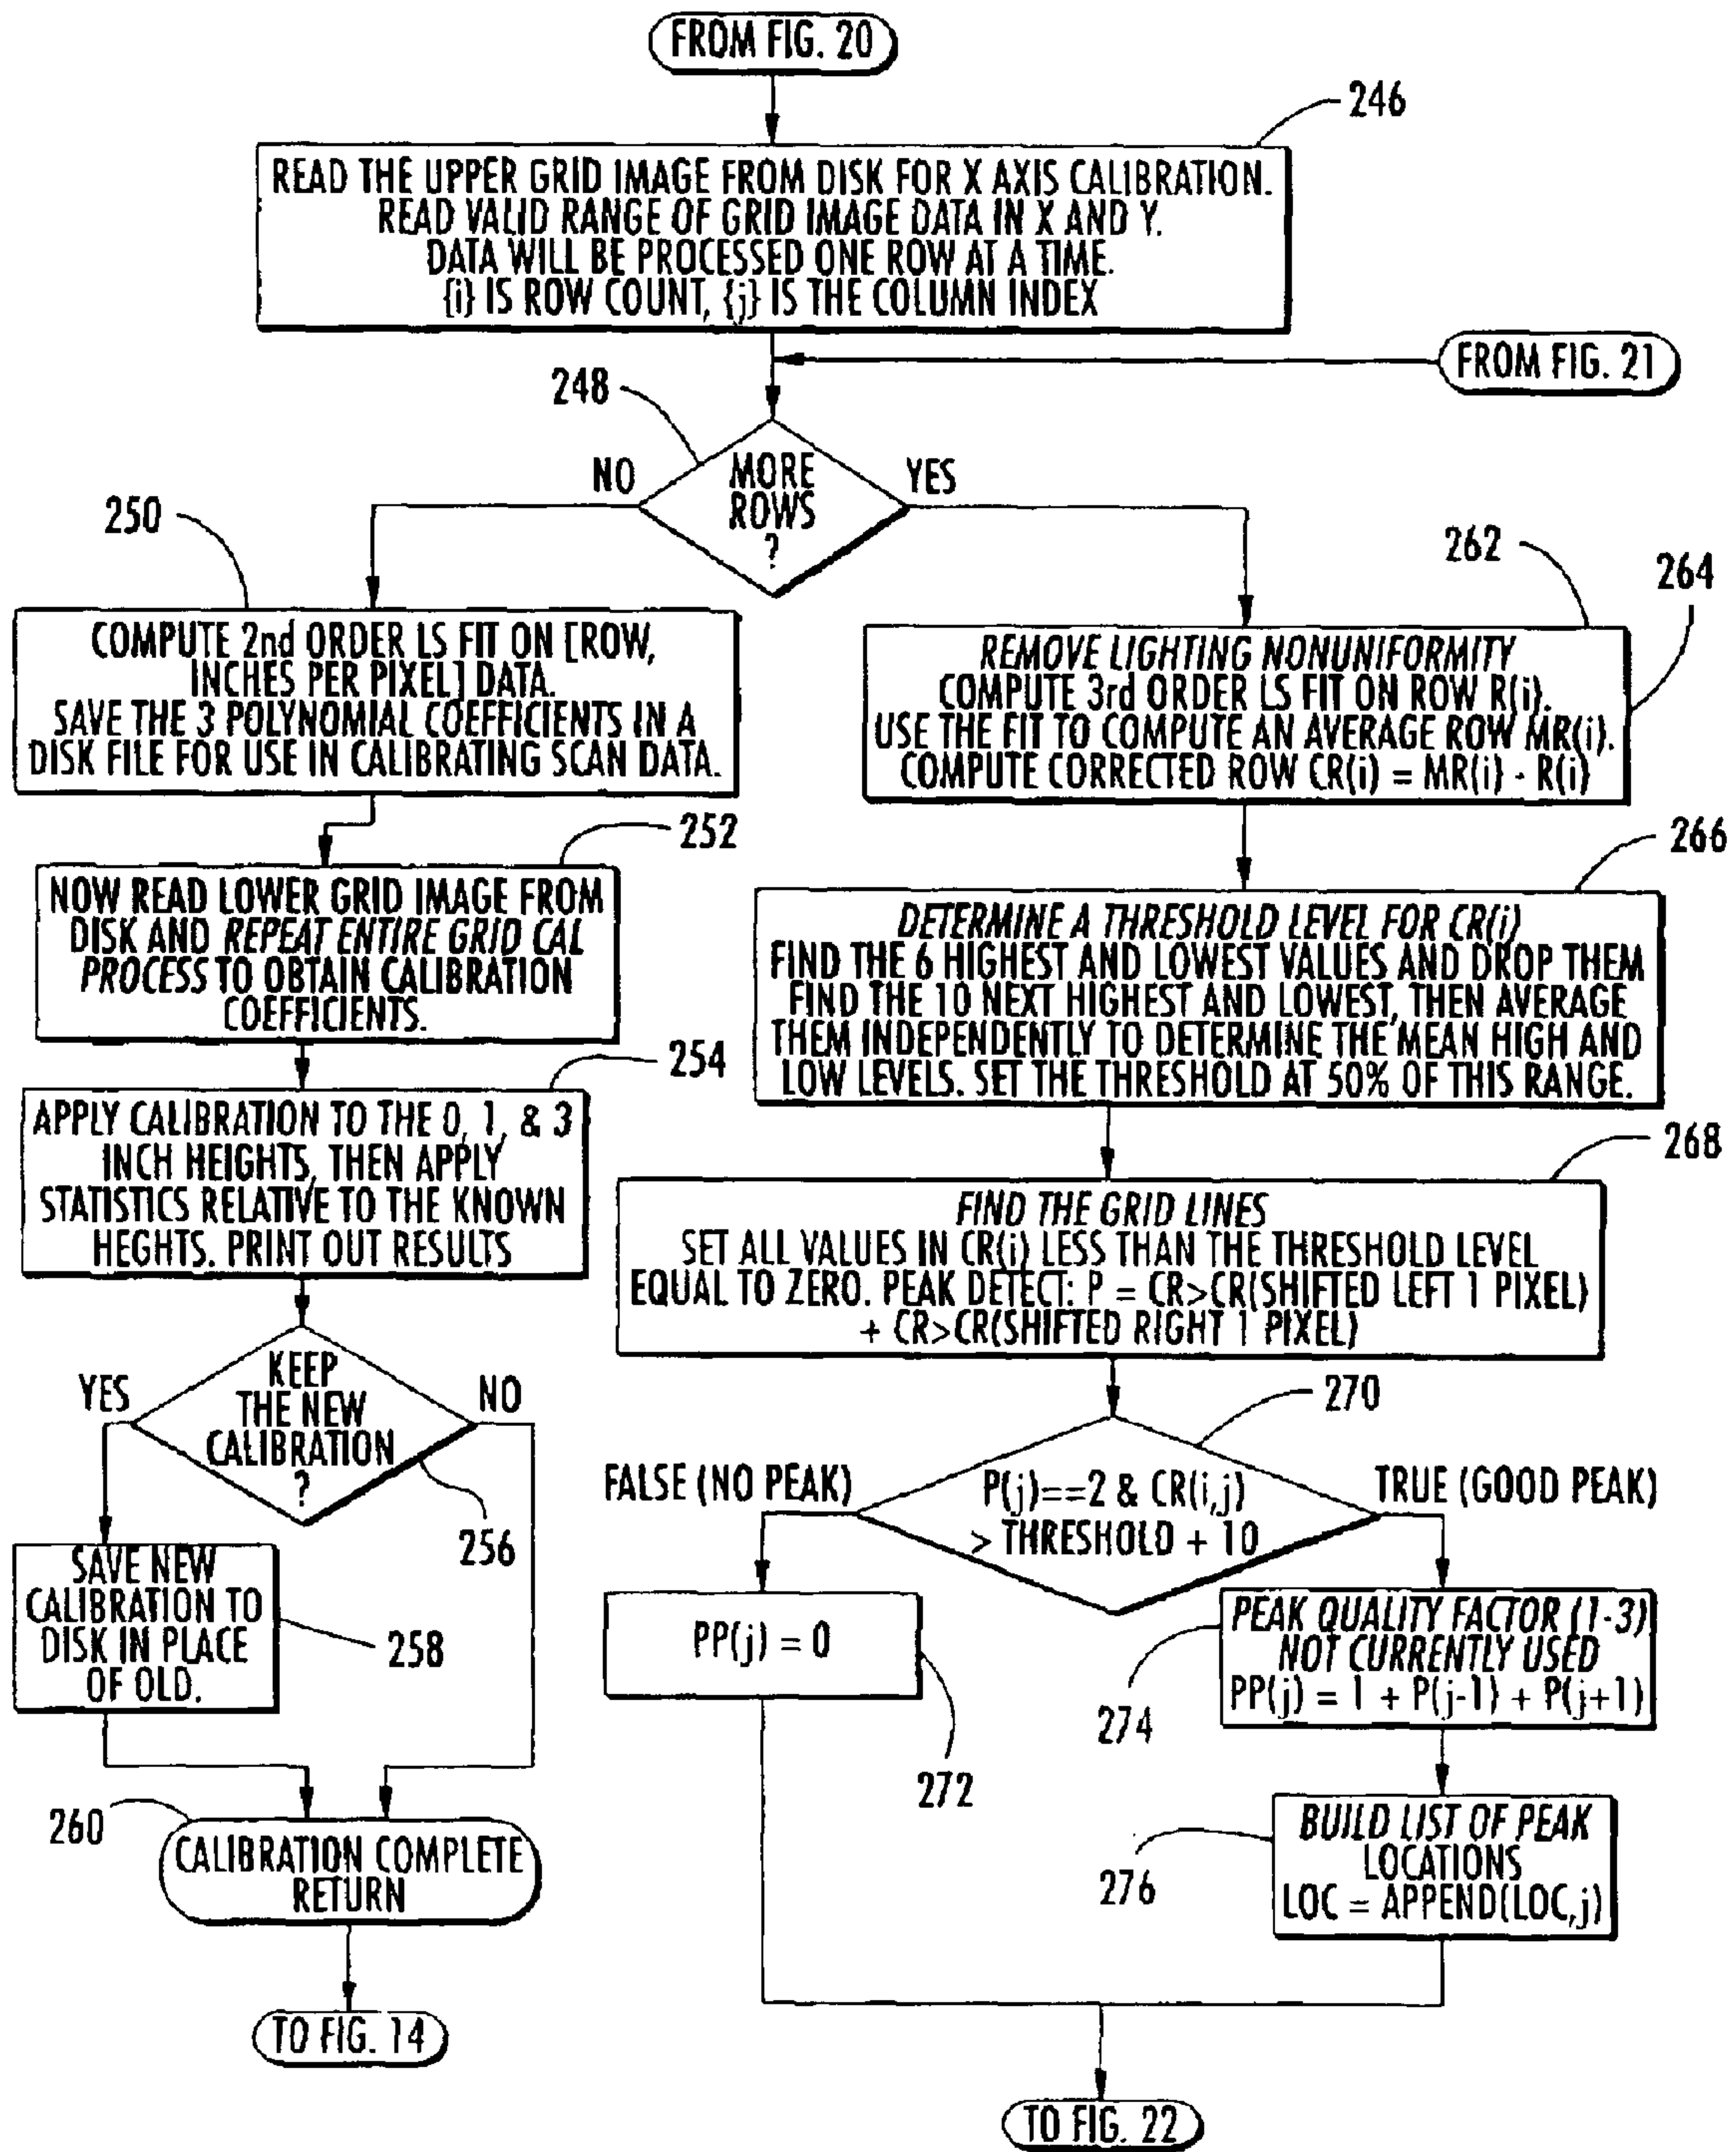 FROM FIG. 20
246
READ THE UPPER GRID IMAGE FROM DISK FOR X AXIS CALIBRATION.
READ VALID RANGE OF GRID IMAGE DATA IN X AND Y.
DATA WILL BE PROCESSED ONE ROW AT A TIME.
{i} IS ROW COUNT, {j} IS THE COLUMN INDEX
FROM FIG. 21
248
NO
MORE
ROWS
?
YES
250
COMPUTE 2nd ORDER LS FIT ON [ROW,
INCHES PER PIXEL] DATA.
SAVE THE 3 POLYNOMIAL COEFFICIENTS IN A
DISK FILE FOR USE IN CALIBRATING SCAN DATA.
252
NOW READ LOWER GRID IMAGE FROM
DISK AND REPEAT ENTIRE GRID CAL
PROCESS TO OBTAIN CALIBRATION
COEFFICIENTS.
254
APPLY CALIBRATION TO THE 0, 1, & 3
INCH HEIGHTS, THEN APPLY
STATISTICS RELATIVE TO THE KNOWN
HEGHTS. PRINT OUT RESULTS
YES
KEEP
THE NEW
CALIBRATION
?
NO
256
SAVE NEW
CALIBRATION TO
DISK IN PLACE
OF OLD.
258
260
CALIBRATION COMPLETE
RETURN
TO FIG. 14
262
264
REMOVE LIGHTING NONUNIFORMITY
COMPUTE 3rd ORDER LS FIT ON ROW R(i).
USE THE FIT TO COMPUTE AN AVERAGE ROW MR(i).
COMPUTE CORRECTED ROW CR(i) = MR(i) - R(i)
266
DETERMINE A THRESHOLD LEVEL FOR CR(i)
FIND THE 6 HIGHEST AND LOWEST VALUES AND DROP THEM
FIND THE 10 NEXT HIGHEST AND LOWEST, THEN AVERAGE
THEM INDEPENDENTLY TO DETERMINE THE MEAN HIGH AND
LOW LEVELS. SET THE THRESHOLD AT 50% OF THIS RANGE.
268
FIND THE GRID LINES
SET ALL VALUES IN CR(i) LESS THAN THE THRESHOLD LEVEL
EQUAL TO ZERO. PEAK DETECT: P = CR>CR(SHIFTED LEFT 1 PIXEL)
+ CR>CR(SHIFTED RIGHT 1 PIXEL)
270
FALSE (NO PEAK)
P(j)==2 & CR(i,j)
> THRESHOLD + 10
TRUE (GOOD PEAK)
PP(j) = 0
272
PEAK QUALITY FACTOR (1-3)
NOT CURRENTLY USED
PP(j) = 1 + P(j-1) + P(j+1)
274
BUILD LIST OF PEAK
LOCATIONS
LOC = APPEND(LOC,j)
276
TO FIG. 22